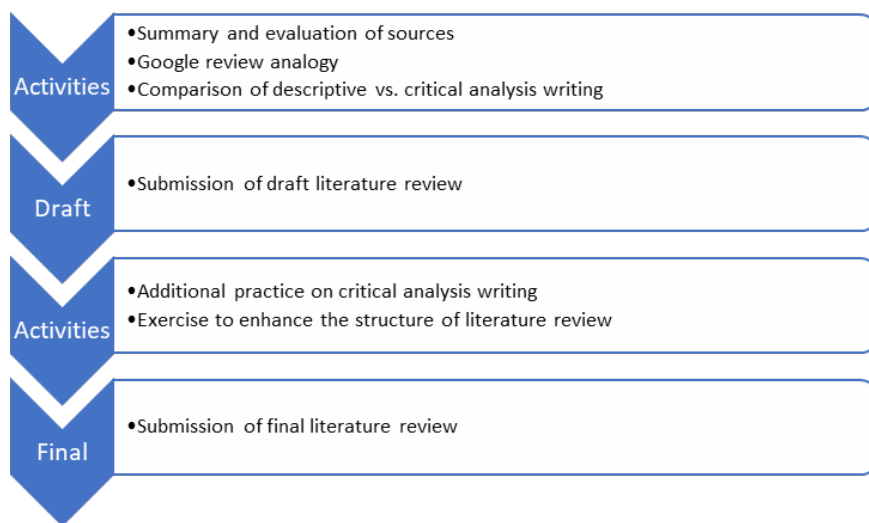 Activities
•Summary and evaluation of sources
•Google review analogy
•Comparison of descriptive vs. critical analysis writing
Draft
•Submission of draft literature review
Activities
•Additional practice on critical analysis writing
•Exercise to enhance the structure of literature review
Final
•Submission of final literature review